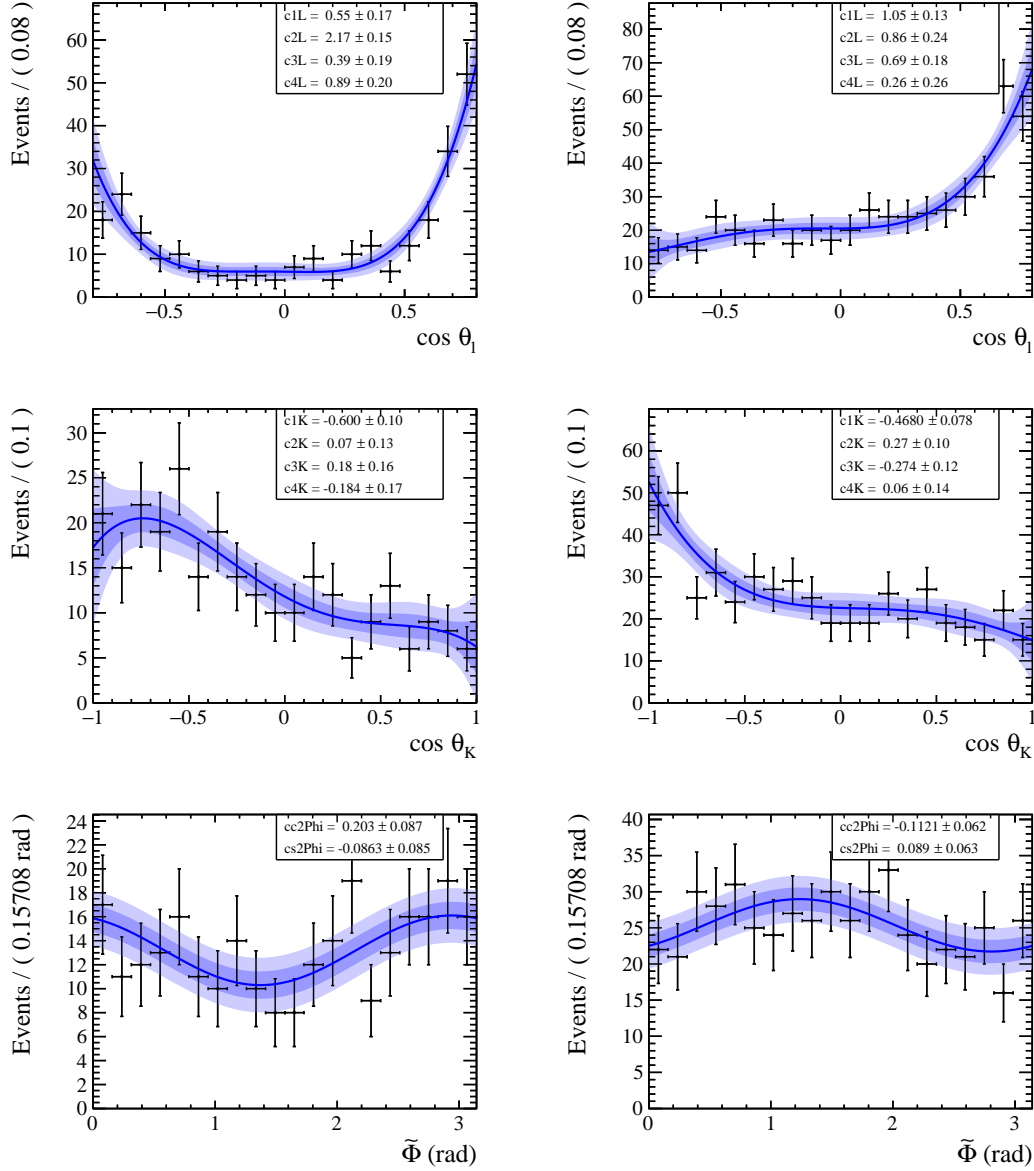 Events / ( 0.08 )
c1L = 0.55 ± 0.17
c2L = 2.17 ± 0.15
c3L = 0.39 ± 0.19
c4L = 0.89 ± 0.20
60
50
40
30
20
10
0
−0.5 0 0.5
cos θl
Events / ( 0.08 )
c1L = 1.05 ± 0.13
c2L = 0.86 ± 0.24
c3L = 0.69 ± 0.18
c4L = 0.26 ± 0.26
80
70
60
50
40
30
20
10
0
−0.5 0 0.5
cos θl
Events / ( 0.1 )
c1K = -0.600 ± 0.10
c2K = 0.07 ± 0.13
c3K = 0.18 ± 0.16
c4K = -0.184 ± 0.17
30
25
20
15
10
5
0
−1 −0.5 0 0.5 1
cos θK
Events / ( 0.1 )
c1K = -0.4680 ± 0.078
c2K = 0.27 ± 0.10
c3K = -0.274 ± 0.12
c4K = 0.06 ± 0.14
60
50
40
30
20
10
0
−1 −0.5 0 0.5 1
cos θK
Events / ( 0.15708 rad )
cc2Phi = 0.203 ± 0.087
cs2Phi = -0.0863 ± 0.085
24
22
20
18
16
14
12
10
8
6
4
2
0
0 1 2 3
Φ̃ (rad)
Events / ( 0.15708 rad )
cc2Phi = -0.1121 ± 0.062
cs2Phi = 0.089 ± 0.063
40
35
30
25
20
15
10
5
0
0 1 2 3
Φ̃ (rad)